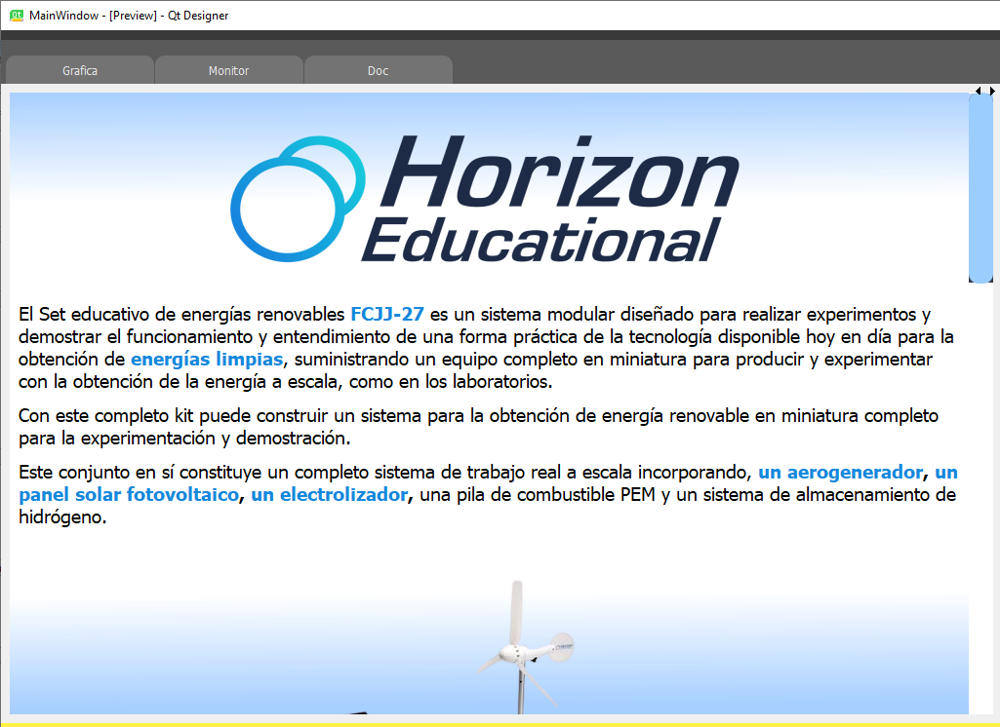 MainWindow - [Preview] - Qt Designer
Grafica
Monitor
Doc
Horizon
Educational
El Set educativo de energías renovables FCJJ-27 es un sistema modular diseñado para realizar experimentos y
demostrar el funcionamiento y entendimiento de una forma práctica de la tecnología disponible hoy en día para la
obtención de energías limpias, suministrando un equipo completo en miniatura para producir y experimentar
con la obtención de la energía a escala, como en los laboratorios.
Con este completo kit puede construir un sistema para la obtención de energía renovable en miniatura completo
para la experimentación y demostración.
Este conjunto en sí constituye un completo sistema de trabajo real a escala incorporando, un aerogenerador, un
panel solar fotovoltaico, un electrolizador, una pila de combustible PEM y un sistema de almacenamiento de
hidrógeno.